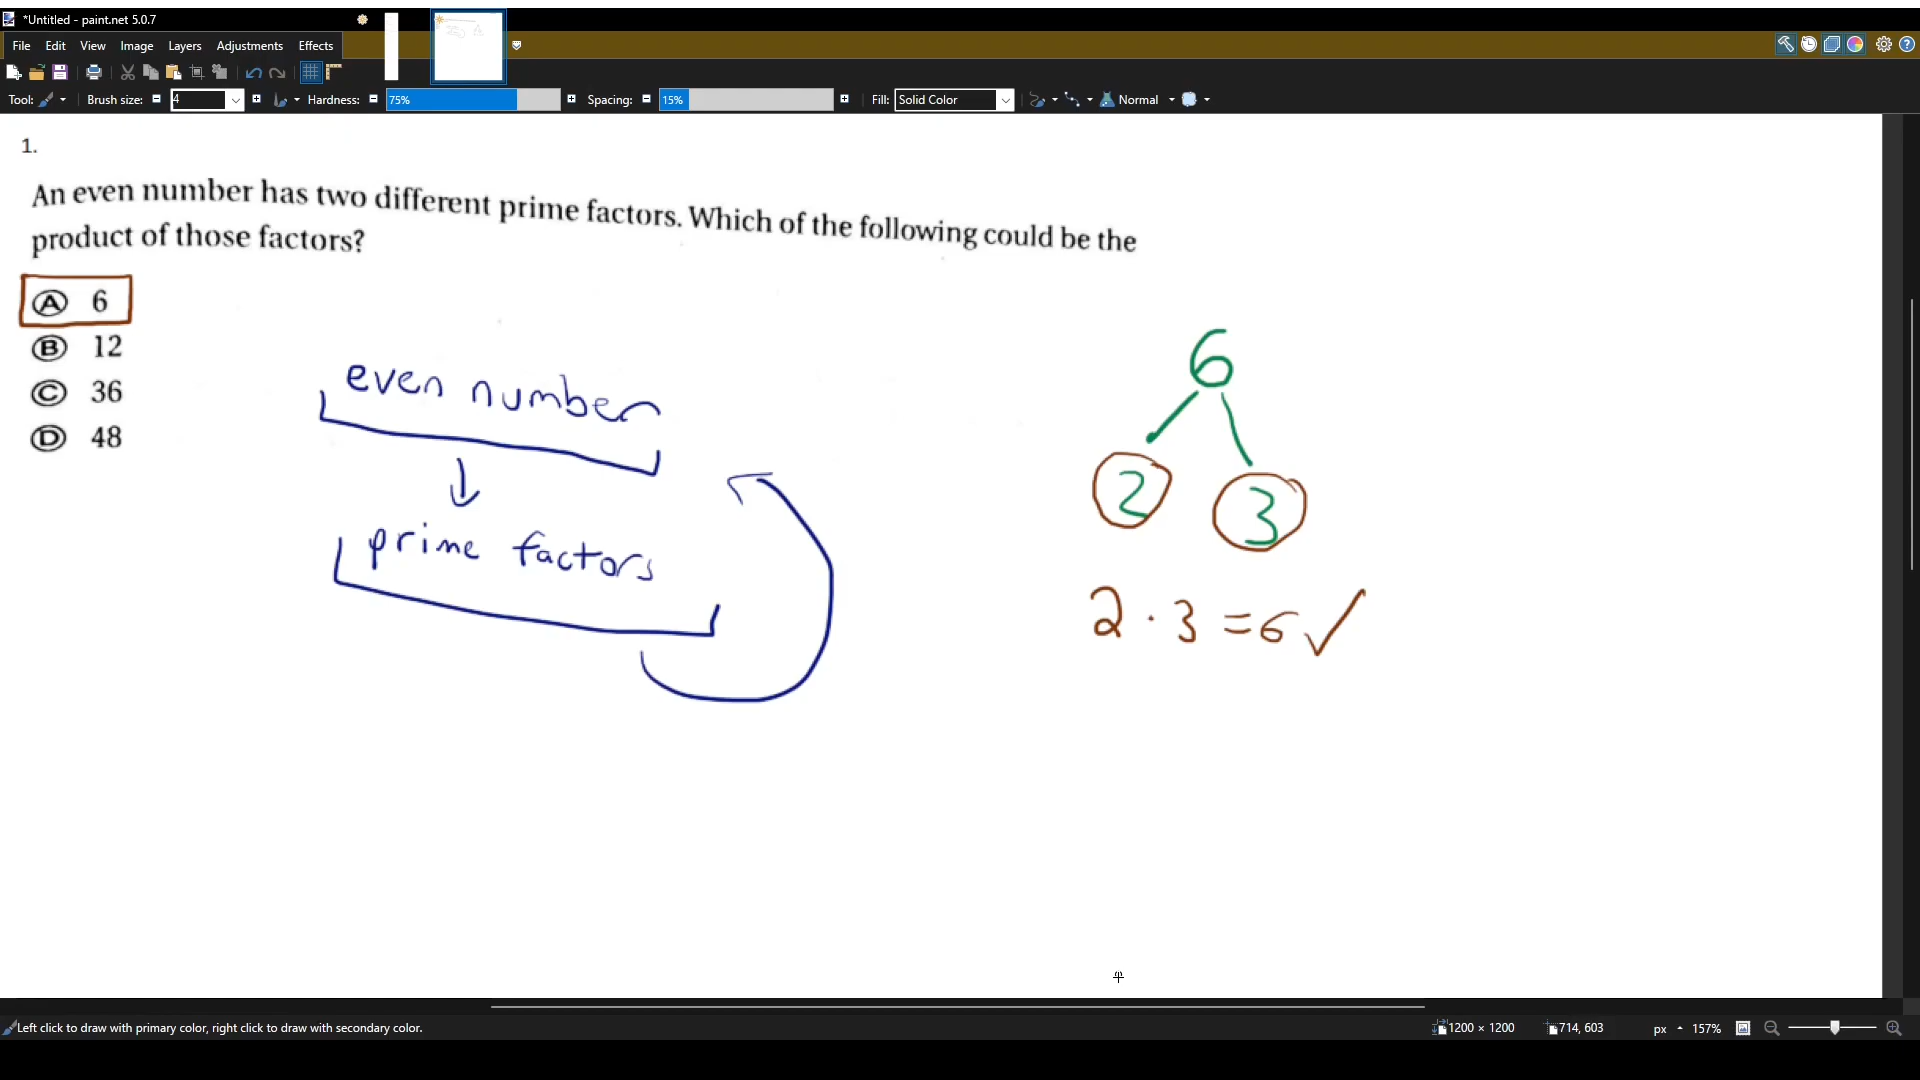 *Untitled - paint.net 5.0.7
File Edit View Image Layers Adjustments Effects
Tool: Brush size: 4 Hardness: 75% Spacing: 15% Fill: Solid Color Normal
1.
An even number has two different prime factors. Which of the following could be the
product of those factors?
A 6
B 12
C 36
D 48
even number
prime factors
6
2 3
2 · 3 = 6 ✓
Left click to draw with primary color, right click to draw with secondary color. 1200 × 1200 714, 603 px 157%